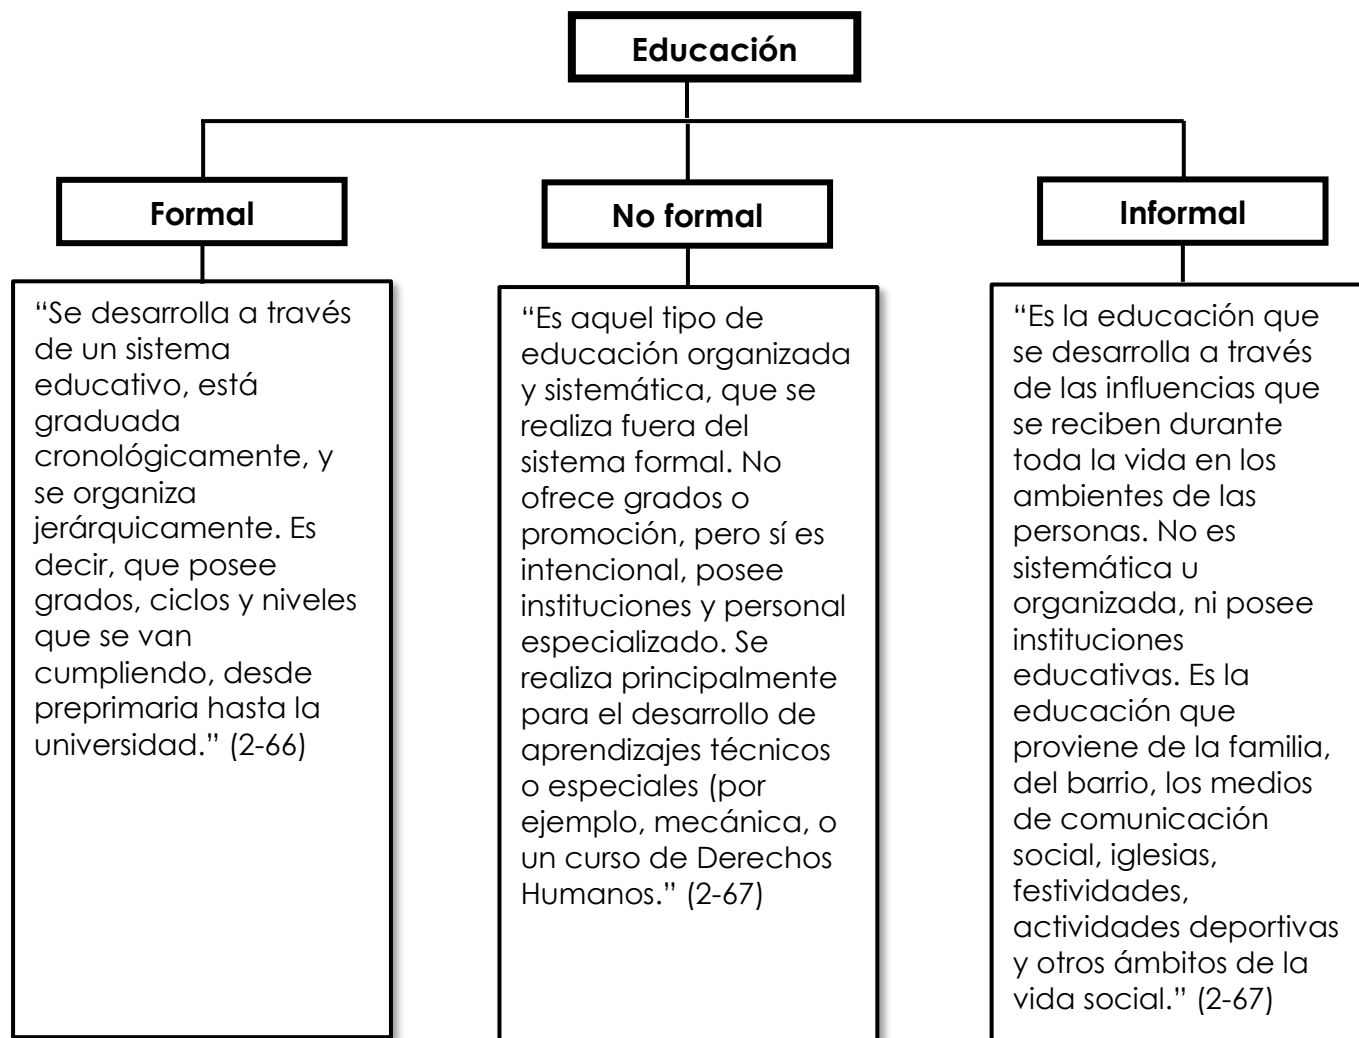 Educación
Formal
No formal
Informal
“Se desarrolla a través
de un sistema
educativo, está
graduada
cronológicamente, y
se organiza
jerárquicamente. Es
decir, que posee
grados, ciclos y niveles
que se van
cumpliendo, desde
preprimaria hasta la
universidad.” (2-66)
“Es aquel tipo de
educación organizada
y sistemática, que se
realiza fuera del
sistema formal. No
ofrece grados o
promoción, pero sí es
intencional, posee
instituciones y personal
especializado. Se
realiza principalmente
para el desarrollo de
aprendizajes técnicos
o especiales (por
ejemplo, mecánica, o
un curso de Derechos
Humanos.” (2-67)
“Es la educación que
se desarrolla a través
de las influencias que
se reciben durante
toda la vida en los
ambientes de las
personas. No es
sistemática u
organizada, ni posee
instituciones
educativas. Es la
educación que
proviene de la familia,
del barrio, los medios
de comunicación
social, iglesias,
festividades,
actividades deportivas
y otros ámbitos de la
vida social.” (2-67)